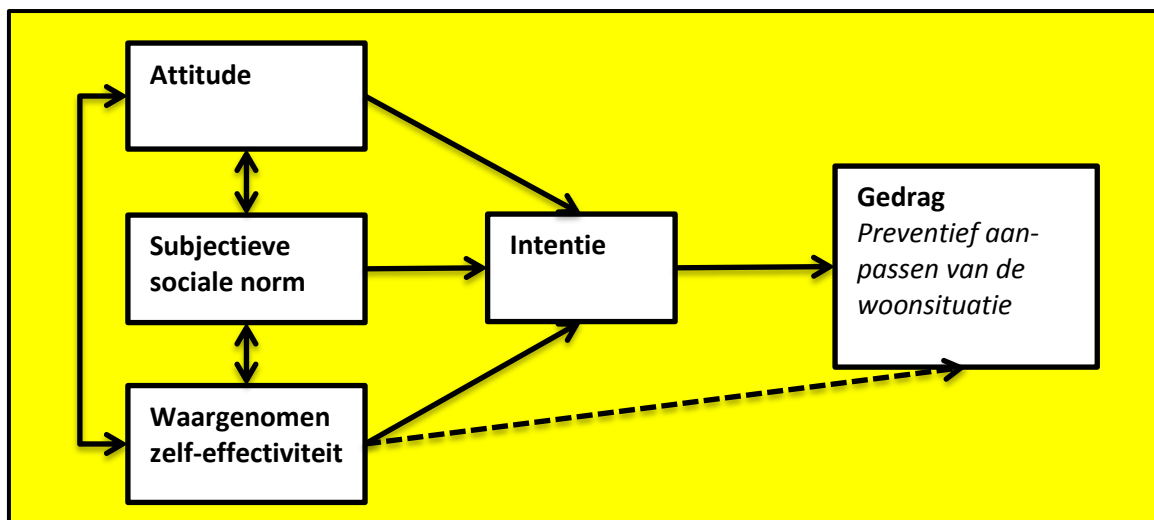 Attitude
Subjectieve
sociale norm
Waargenomen
zelf-effectiviteit
Intentie
Gedrag
Preventief aan-
passen van de
woonsituatie